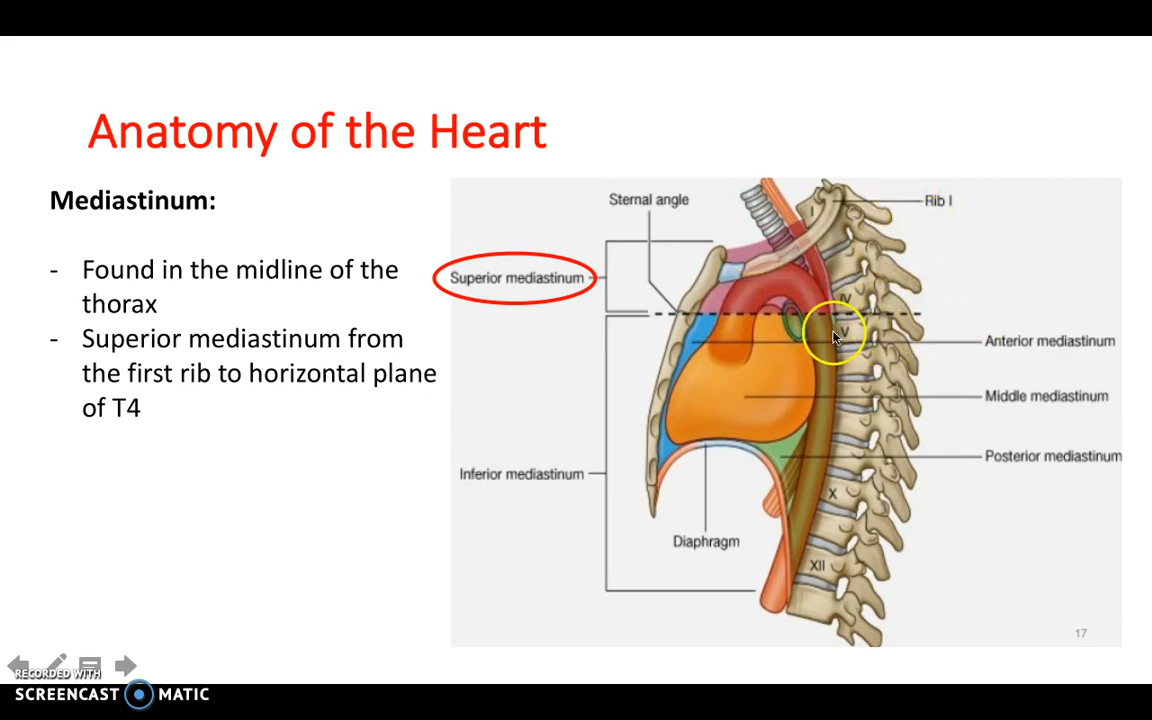 Anatomy of the Heart
Mediastinum:
- Found in the midline of the
thorax
- Superior mediastinum from
the first rib to horizontal plane
of T4
Sternal angle
Rib I
I
Superior mediastinum
IV
V
Anterior mediastinum
Middle mediastinum
Posterior mediastinum
Inferior mediastinum
X
Diaphragm
XII
17
RECORDED WITH
SCREENCAST MATIC